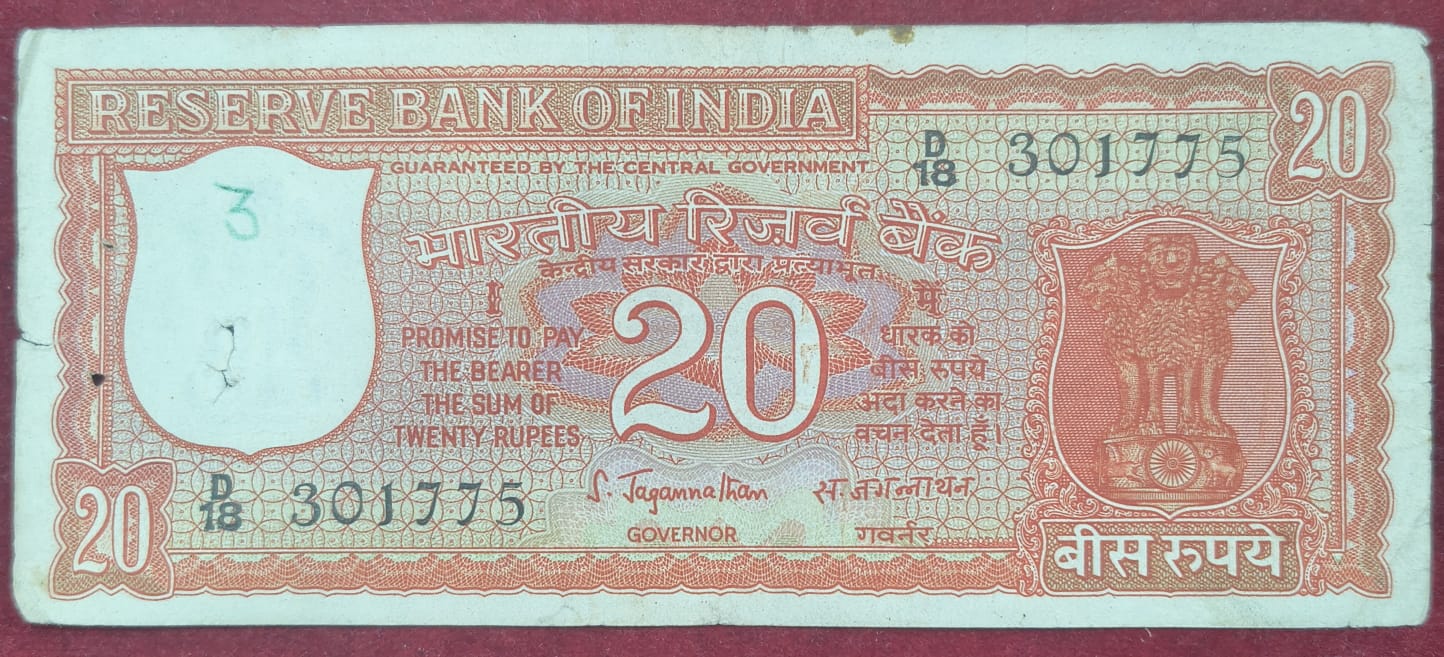 RESERVE BANK OF INDIA
20
GUARANTEED BY THE CENTRAL GOVERNMENT
D/18 301775
3
भारतीय रिज़र्व बैंक
केन्द्रीय सरकार द्वारा प्रत्याभूत
I
PROMISE TO PAY
THE BEARER
THE SUM OF
TWENTY RUPEES
20
मैं
धारक को
बीस रुपये
अदा करने का
वचन देता हूँ।
D/18 301775
S. Jagannathan
स. जगन्नाथन
GOVERNOR
गवर्नर
20
बीस रुपये